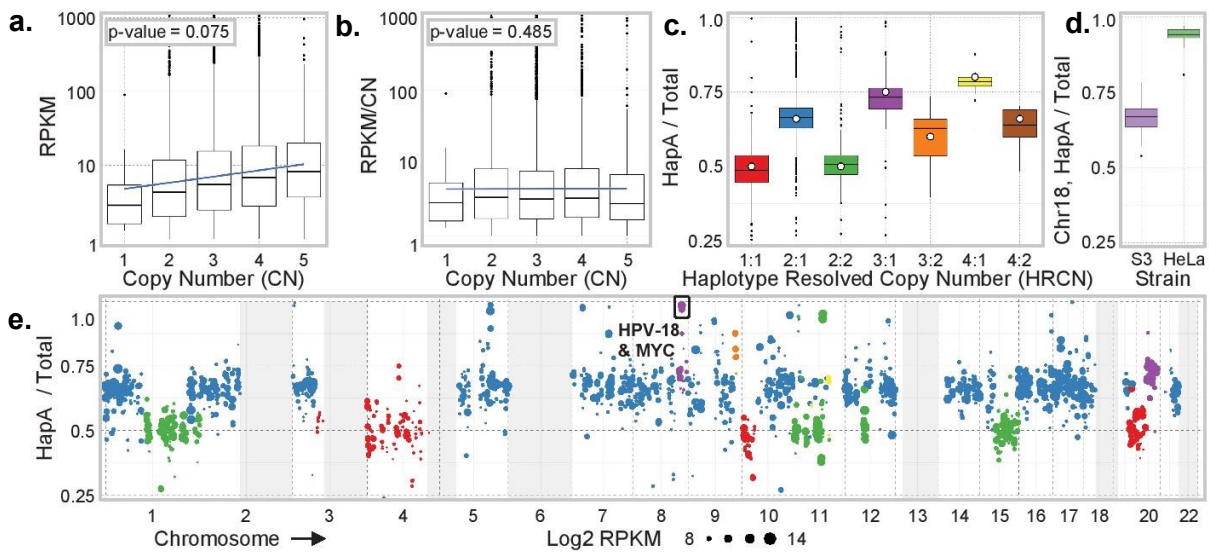 a.
p-value = 0.075
RPKM
1000
100
10
1
1 2 3 4 5
Copy Number (CN)
b.
p-value = 0.485
RPKM/CN
1000
100
10
1
1 2 3 4 5
Copy Number (CN)
c.
HapA / Total
1.0
0.75
0.5
0.25
1:1 2:1 2:2 3:1 3:2 4:1 4:2
Haplotype Resolved Copy Number (HRCN)
d.
Chr18, HapA / Total
1.0
0.75
0.5
0.25
S3 HeLa
Strain
e.
HapA / Total
1.0
0.75
0.5
0.25
HPV-18
& MYC
1 2 3 4 5 6 7 8 9 10 11 12 13 14 15 16 17 18 20 22
Chromosome
Log2 RPKM 8 14